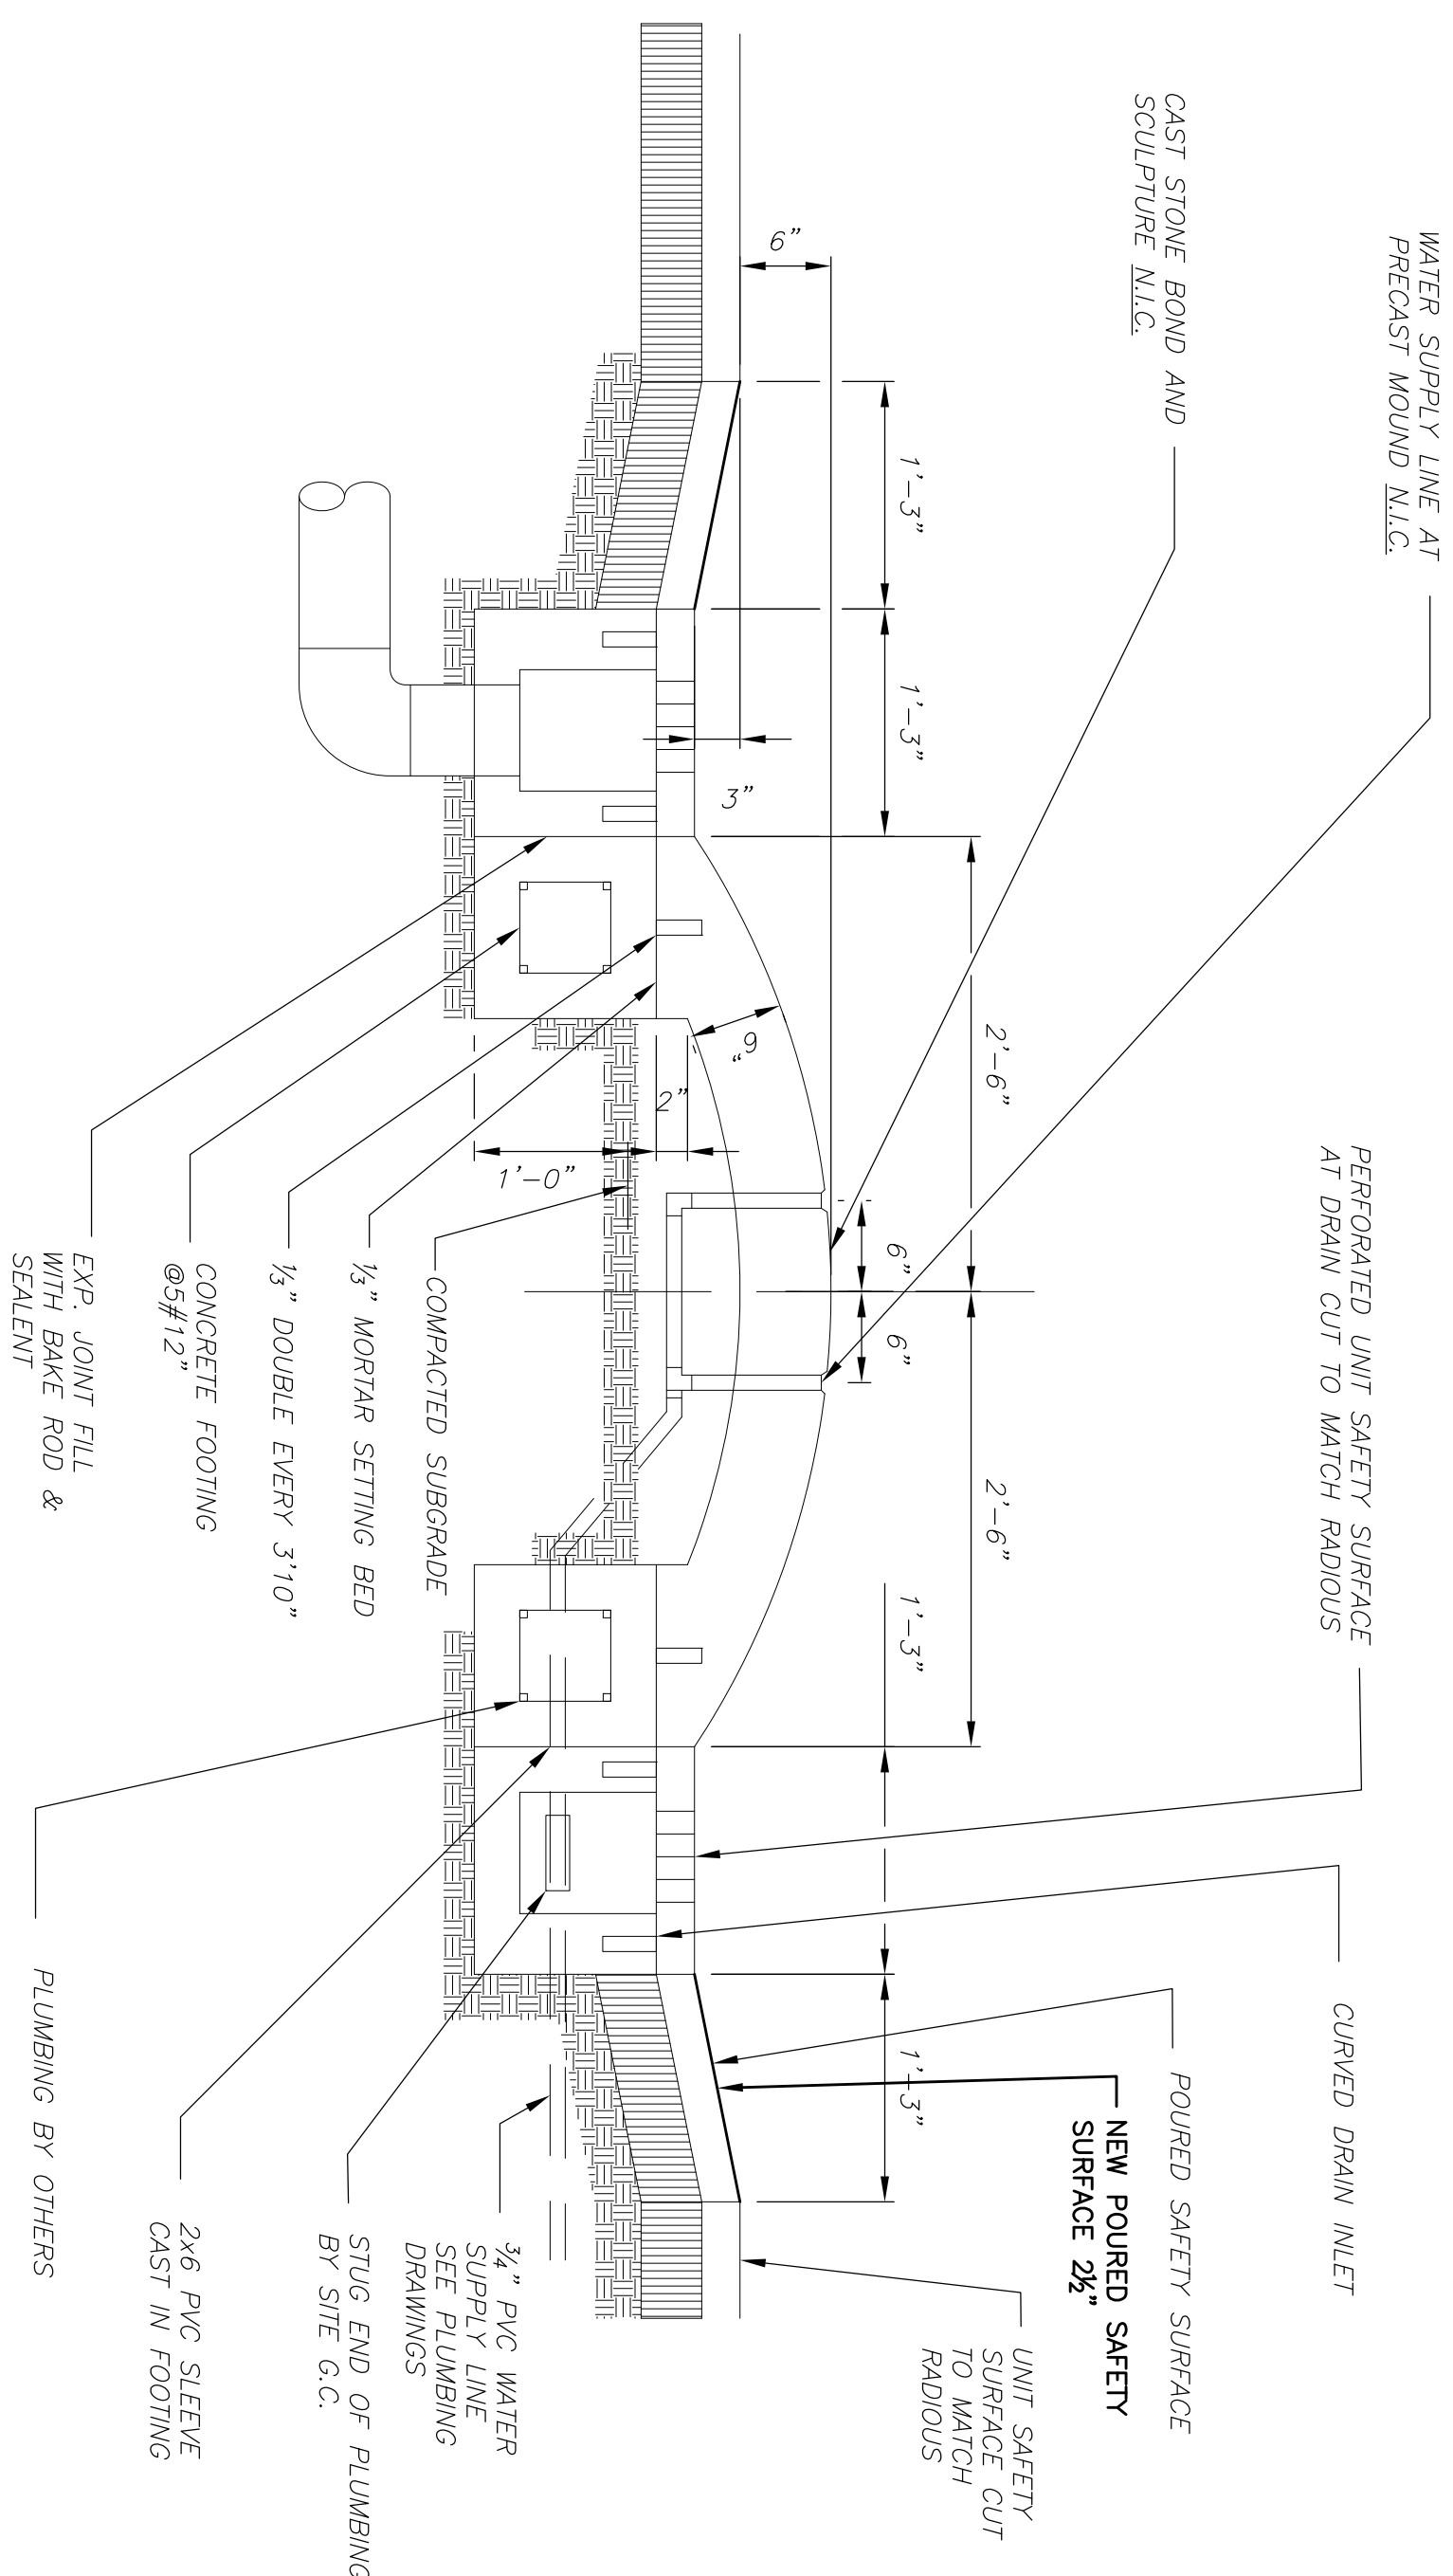 WATER SUPPLY LINE AT
PRECAST MOUND N.I.C.
CAST STONE BOND AND
SCULPTURE N.I.C.
PERFORATED UNIT SAFETY SURFACE
AT DRAIN CUT TO MATCH RADIOUS
CURVED DRAIN INLET
POURED SAFETY SURFACE
NEW POURED SAFETY
SURFACE 2½"
UNIT SAFETY
SURFACE CUT
TO MATCH
RADIOUS
2'-6"
2'-6"
1'-3"
1'-3"
6"
6"
1'-3"
1'-3"
6"
3"
6"
2"
1'-0"
¾" PVC WATER
SUPPLY LINE
SEE PLUMBING
DRAWINGS
COMPACTED SUBGRADE
⅓" MORTAR SETTING BED
⅓" DOUBLE EVERY 3'10"
CONCRETE FOOTING
@5#12"
EXP. JOINT FILL
WITH BAKE ROD &
SEALENT
STUG END OF PLUMBING
BY SITE G.C.
2x6 PVC SLEEVE
CAST IN FOOTING
PLUMBING BY OTHERS